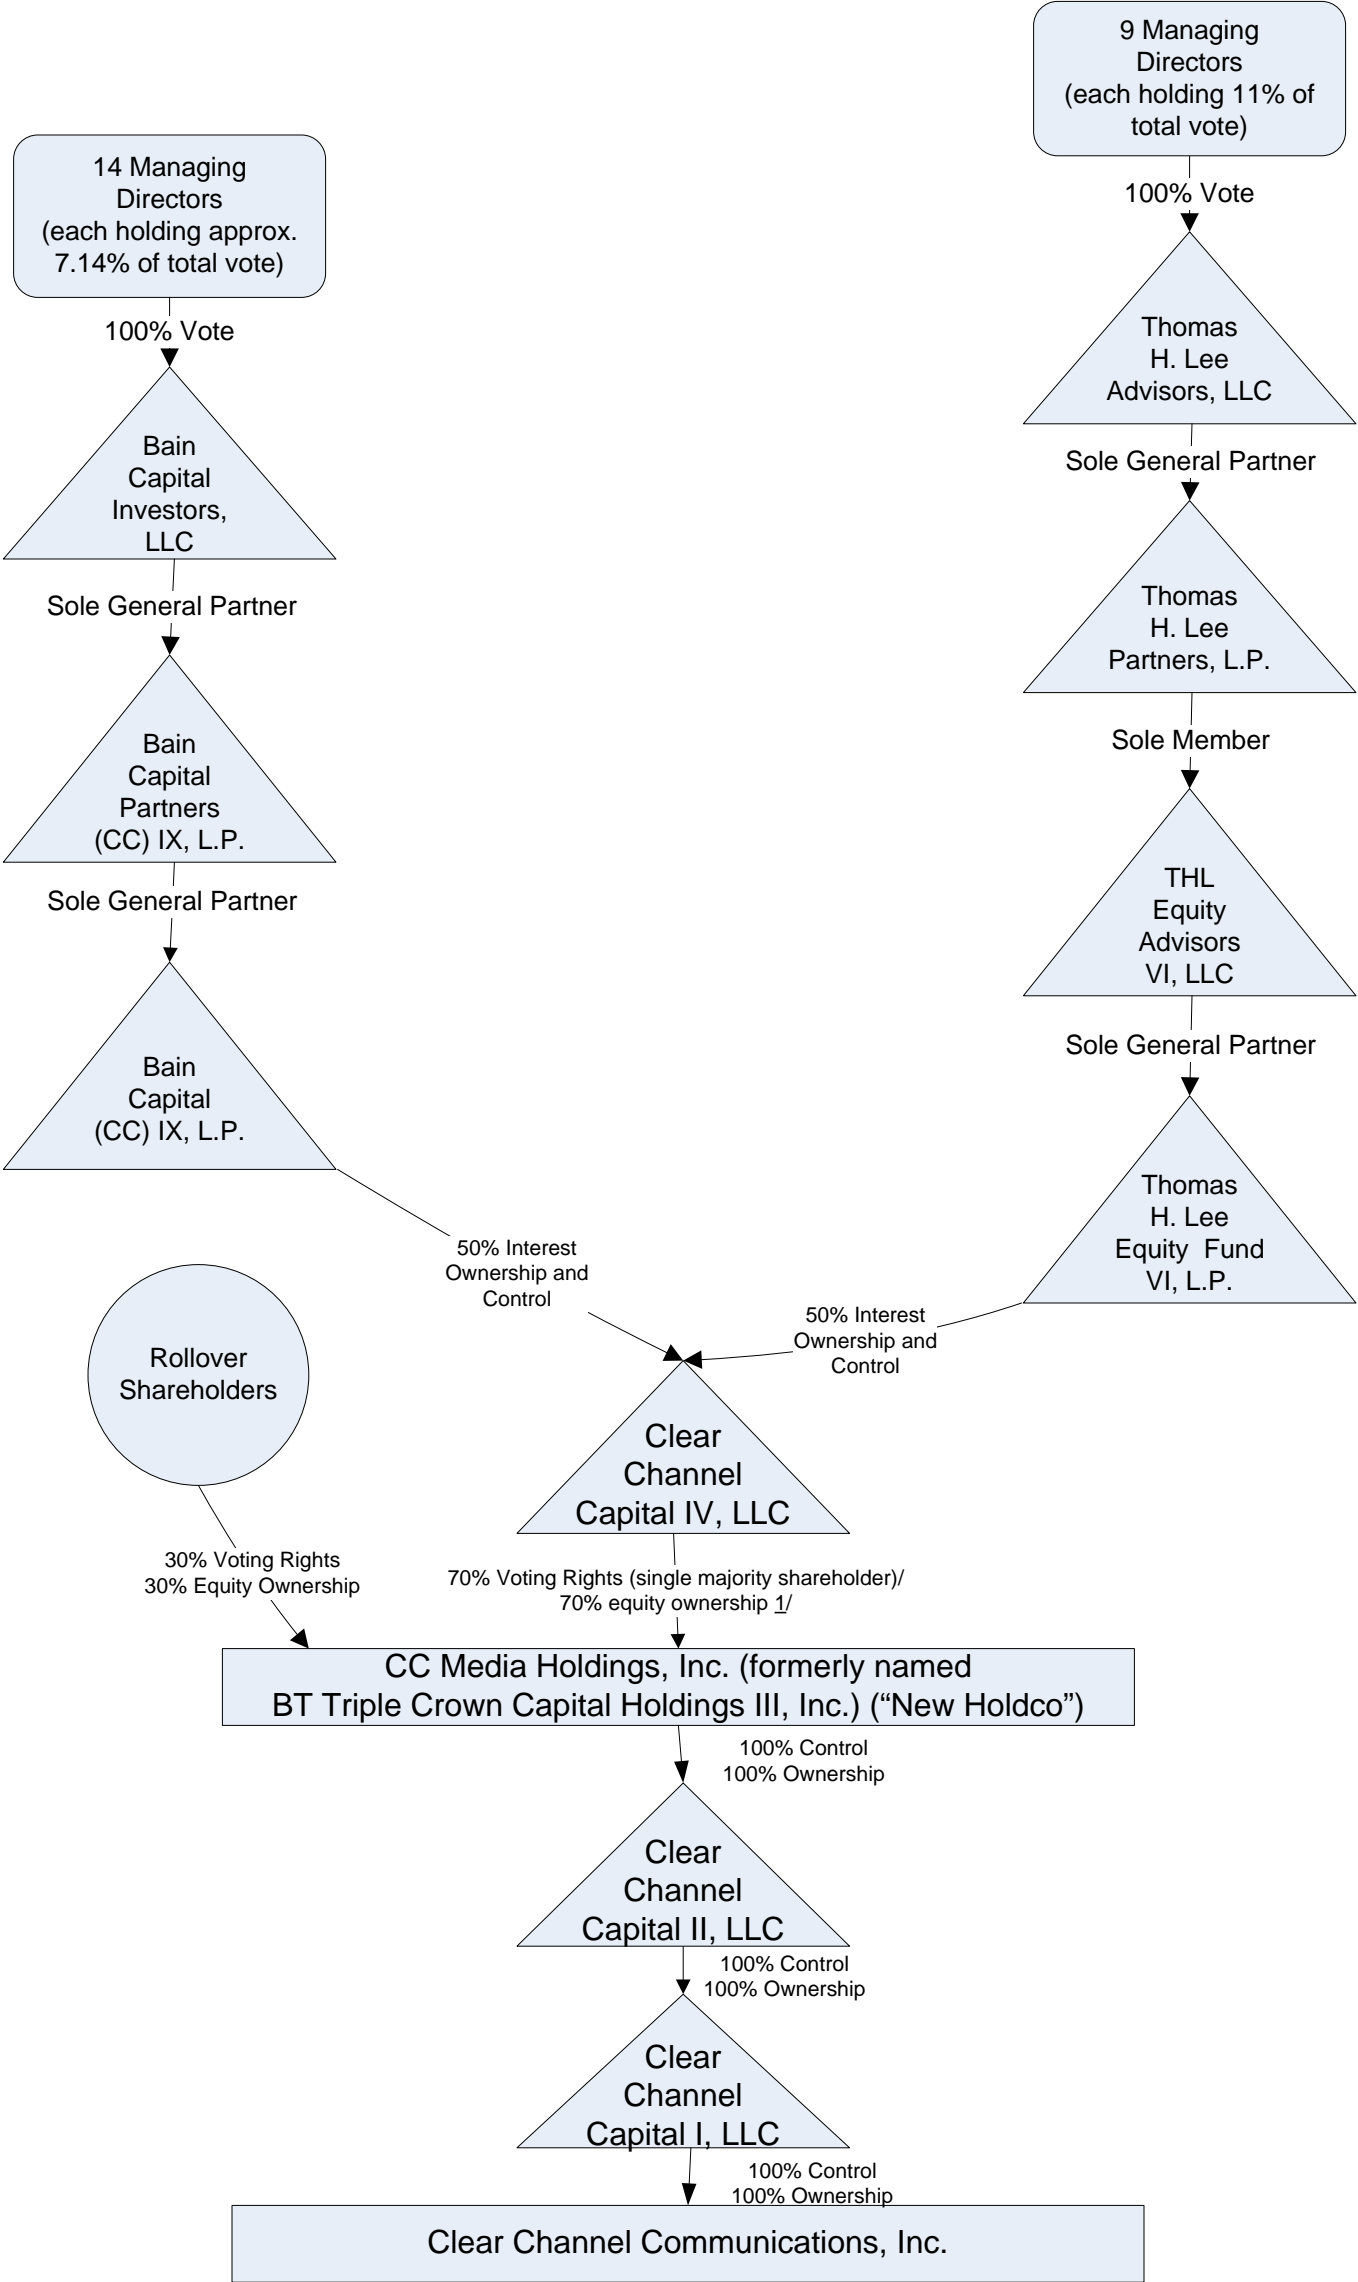 9 Managing
Directors
(each holding 11% of
total vote)
14 Managing
Directors
(each holding approx.
7.14% of total vote)
100% Vote
100% Vote
Thomas
H. Lee
Advisors, LLC
Bain
Capital
Investors,
LLC
Sole General Partner
Sole General Partner
Thomas
H. Lee
Partners, L.P.
Bain
Capital
Partners
(CC) IX, L.P.
Sole Member
Sole General Partner
THL
Equity
Advisors
VI, LLC
Bain
Capital
(CC) IX, L.P.
Sole General Partner
Thomas
H. Lee
Equity Fund
VI, L.P.
50% Interest
Ownership and
Control
50% Interest
Ownership and
Control
Rollover
Shareholders
Clear
Channel
Capital IV, LLC
30% Voting Rights
30% Equity Ownership
70% Voting Rights (single majority shareholder)/
70% equity ownership 1/
CC Media Holdings, Inc. (formerly named
BT Triple Crown Capital Holdings III, Inc.) (“New Holdco”)
100% Control
100% Ownership
Clear
Channel
Capital II, LLC
100% Control
100% Ownership
Clear
Channel
Capital I, LLC
100% Control
100% Ownership
Clear Channel Communications, Inc.